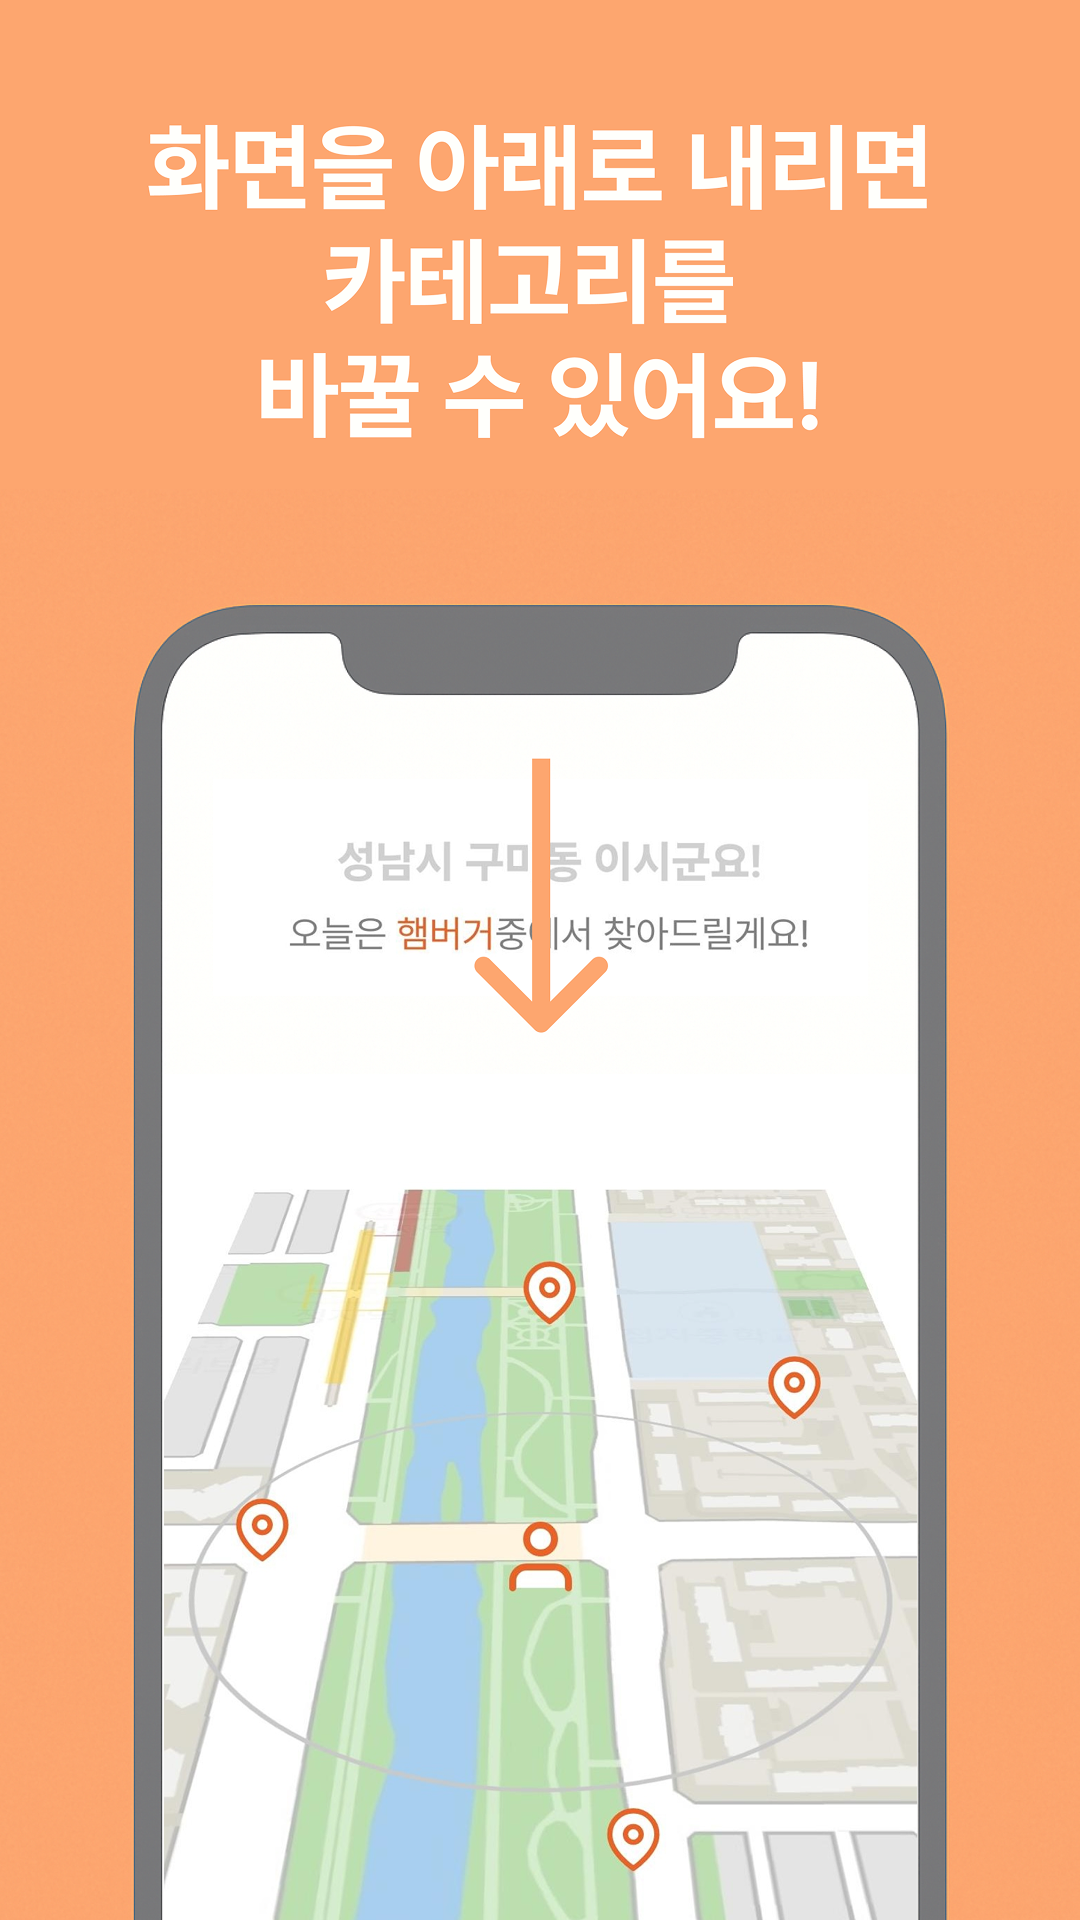 화면을 아래로 내리면
카테고리를
바꿀 수 있어요!
성남시 구미동 이시군요!
오늘은 햄버거중에서 찾아드릴게요!